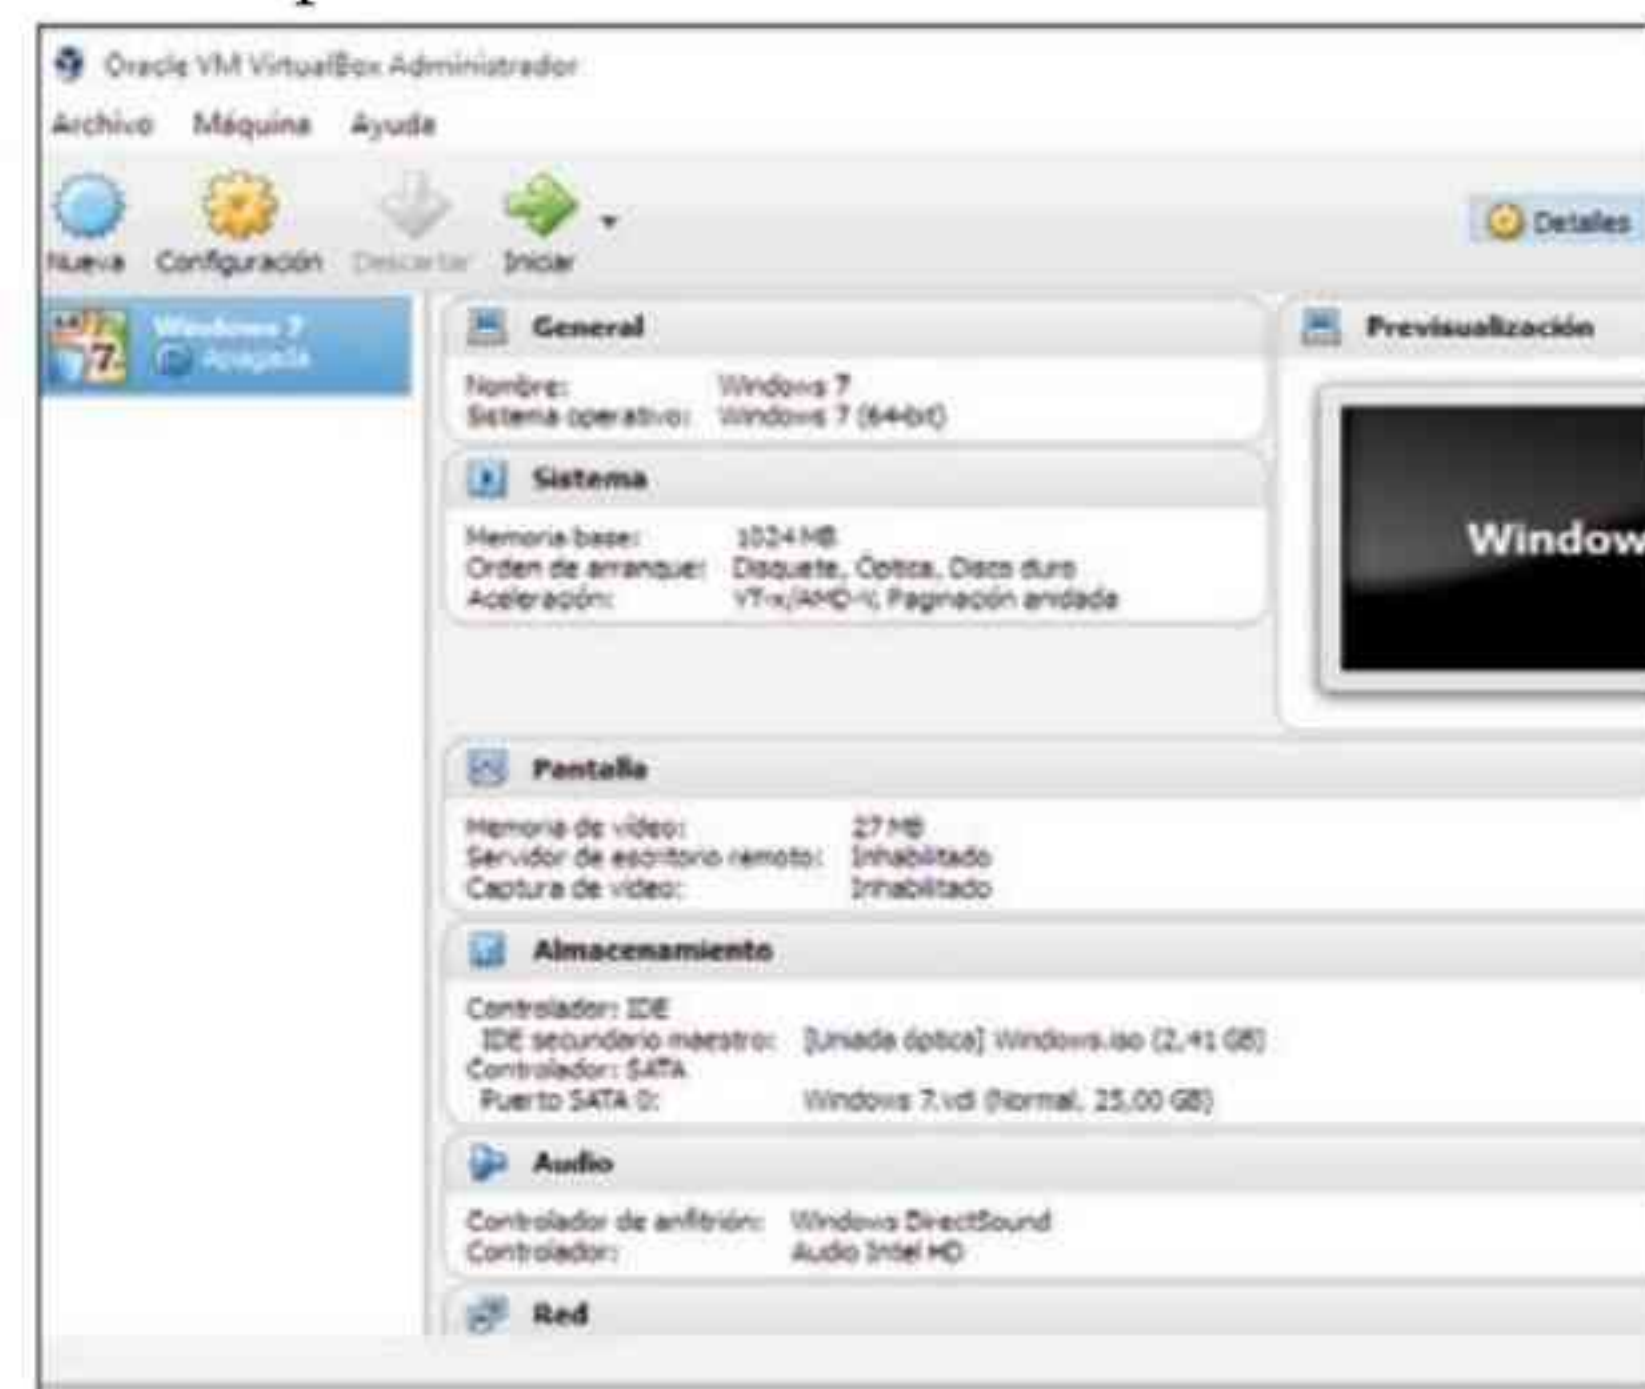 Oracle VM VirtualBox Administrador
Archivo Máquina Ayuda
Nueva Configuración Descartar Iniciar
Detalles
Windows 7
Apagada
General
Nombre: Windows 7
Sistema operativo: Windows 7 (64-bit)
Sistema
Memoria base: 1024 MB
Orden de arranque: Disquete, Óptica, Disco duro
Aceleración: VT-x/AMD-V, Paginación anidada
Previsualización
Window
Pantalla
Memoria de vídeo: 27 MB
Servidor de escritorio remoto: Inhabilitado
Captura de vídeo: Inhabilitado
Almacenamiento
Controlador: IDE
IDE secundario maestro: [Unidad óptica] Windows.iso (2,41 GB)
Controlador: SATA
Puerto SATA 0: Windows 7.vdi (Normal, 25,00 GB)
Audio
Controlador de anfitrión: Windows DirectSound
Controlador: Audio Intel HD
Red